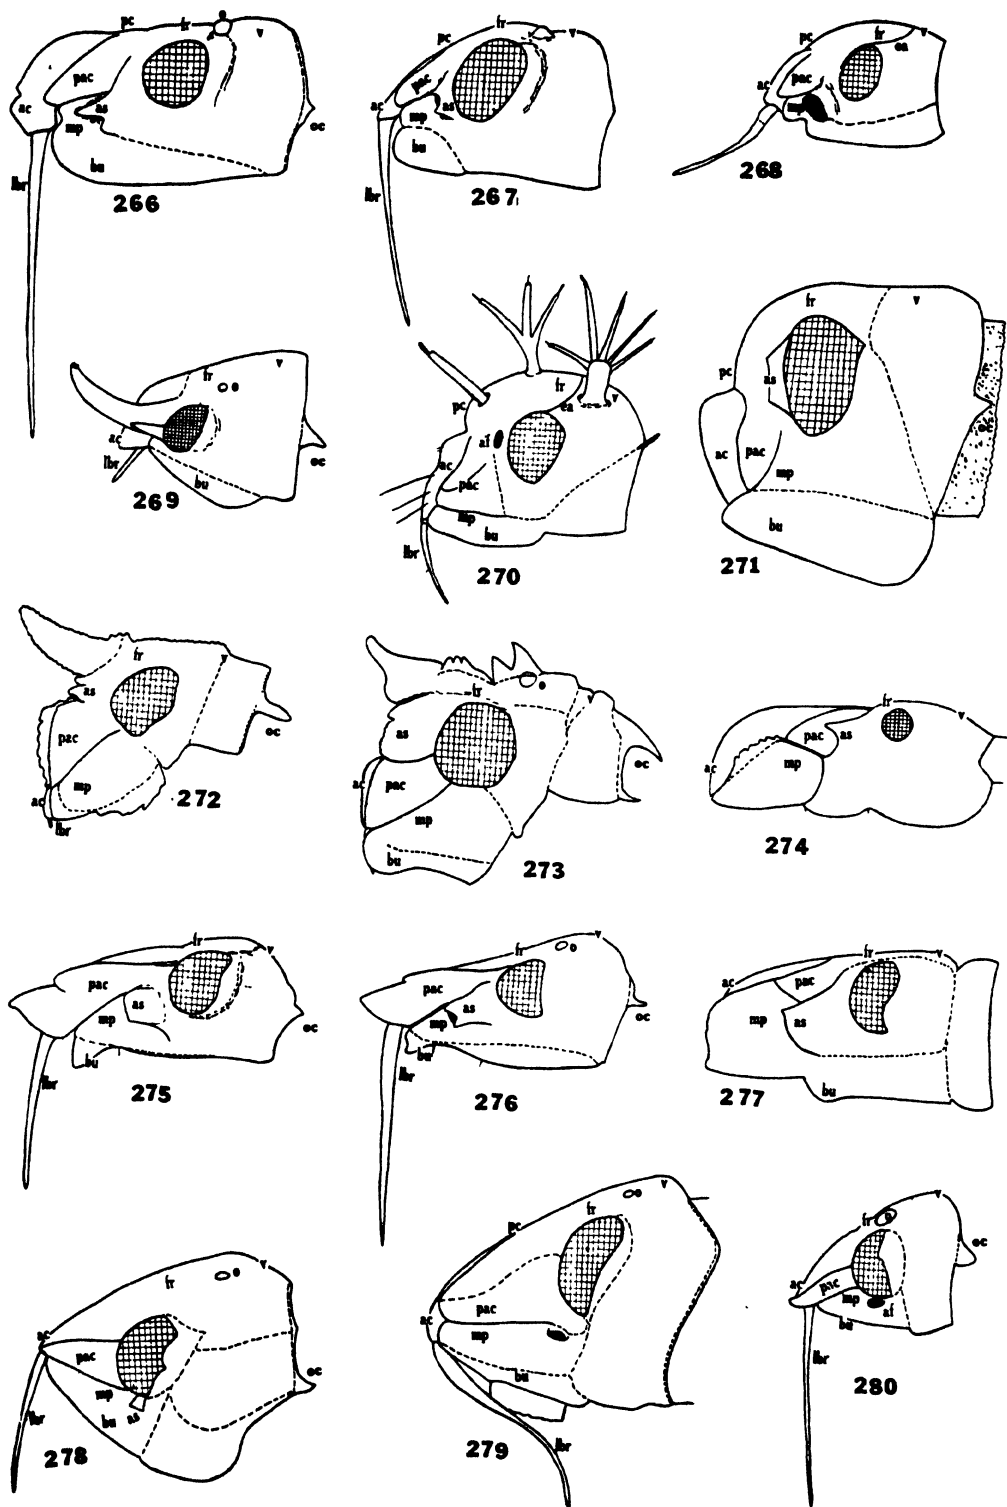 o
pc fr v
pac
ac as
mp oc
bu
lbr
266
pc fr v
pac
ac as
mp
bu
lbr
267
pc fr
ea
ac pac
mp
268
fr v
o
ac
lbr oc
bu
269
fr
pc ea v
af
ac
pac
mp
bu
lbr
270
fr v
pc as
ac pac
mp
bu
271
fr v
as
pac oc
mp
ac
lbr
272
fr o v
as
oc
ac pac
mp
bu
273
fr v
pac as
ac mp
274
fr v
pac
as
mp oc
bu
lbr
275
fr o v
pac
as
mp oc
bu
lbr
276
fr v
ac pac
mp as
bu
277
fr o v
ac
pac
mp oc
lbr bu as
278
o v
pc fr
pac
ac mp
bu
lbr
279
v
fr o
oc
ac pac
mp af
bu
lbr
280